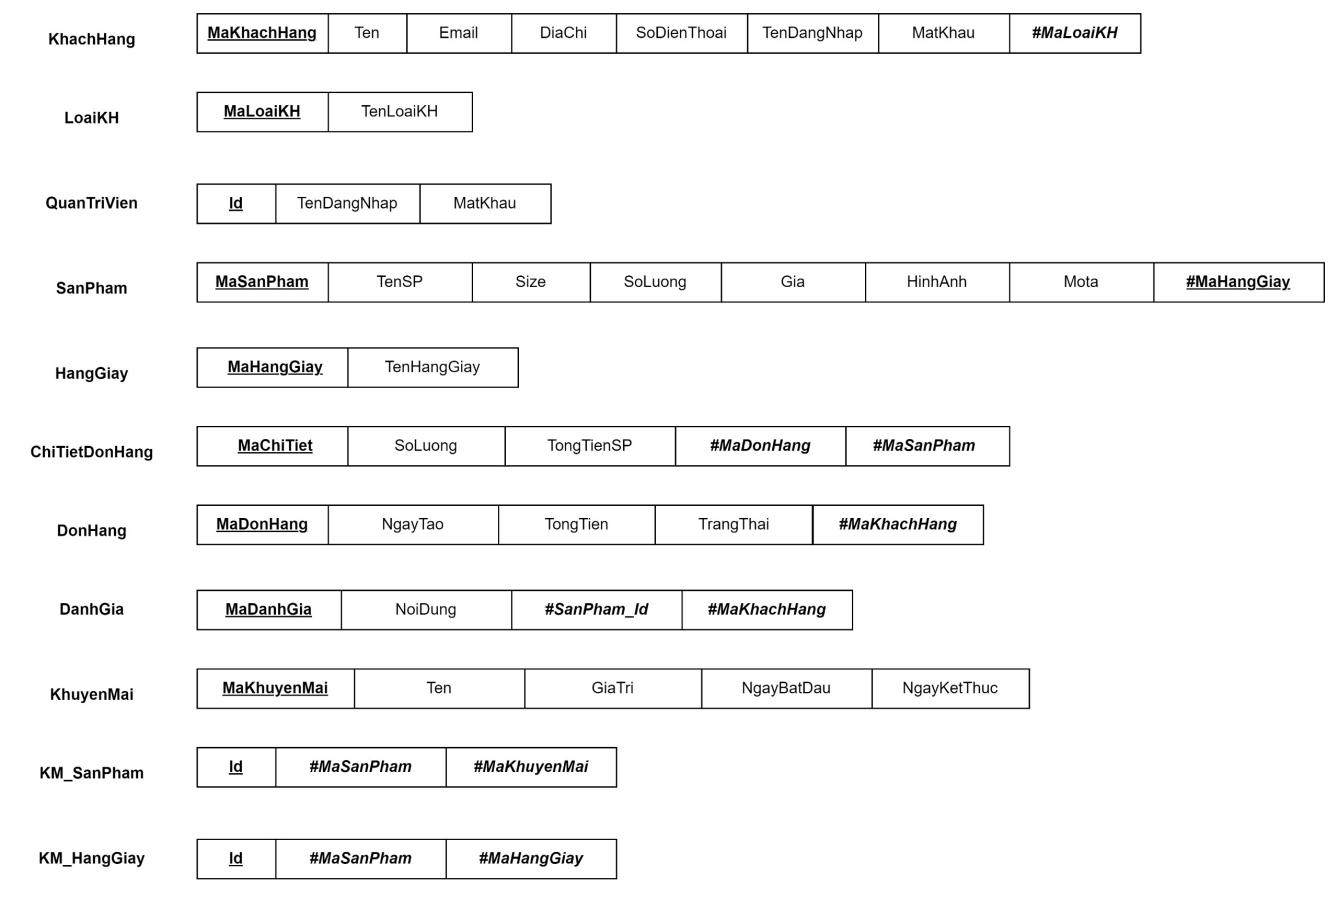 KhachHang MaKhachHang Ten Email DiaChi SoDienThoai TenDangNhap MatKhau #MaLoaiKH
LoaiKH MaLoaiKH TenLoaiKH
QuanTriVien Id TenDangNhap MatKhau
SanPham MaSanPham TenSP Size SoLuong Gia HinhAnh Mota #MaHangGiay
HangGiay MaHangGiay TenHangGiay
ChiTietDonHang MaChiTiet SoLuong TongTienSP #MaDonHang #MaSanPham
DonHang MaDonHang NgayTao TongTien TrangThai #MaKhachHang
DanhGia MaDanhGia NoiDung #SanPham_Id #MaKhachHang
KhuyenMai MaKhuyenMai Ten GiaTri NgayBatDau NgayKetThuc
KM_SanPham Id #MaSanPham #MaKhuyenMai
KM_HangGiay Id #MaSanPham #MaHangGiay